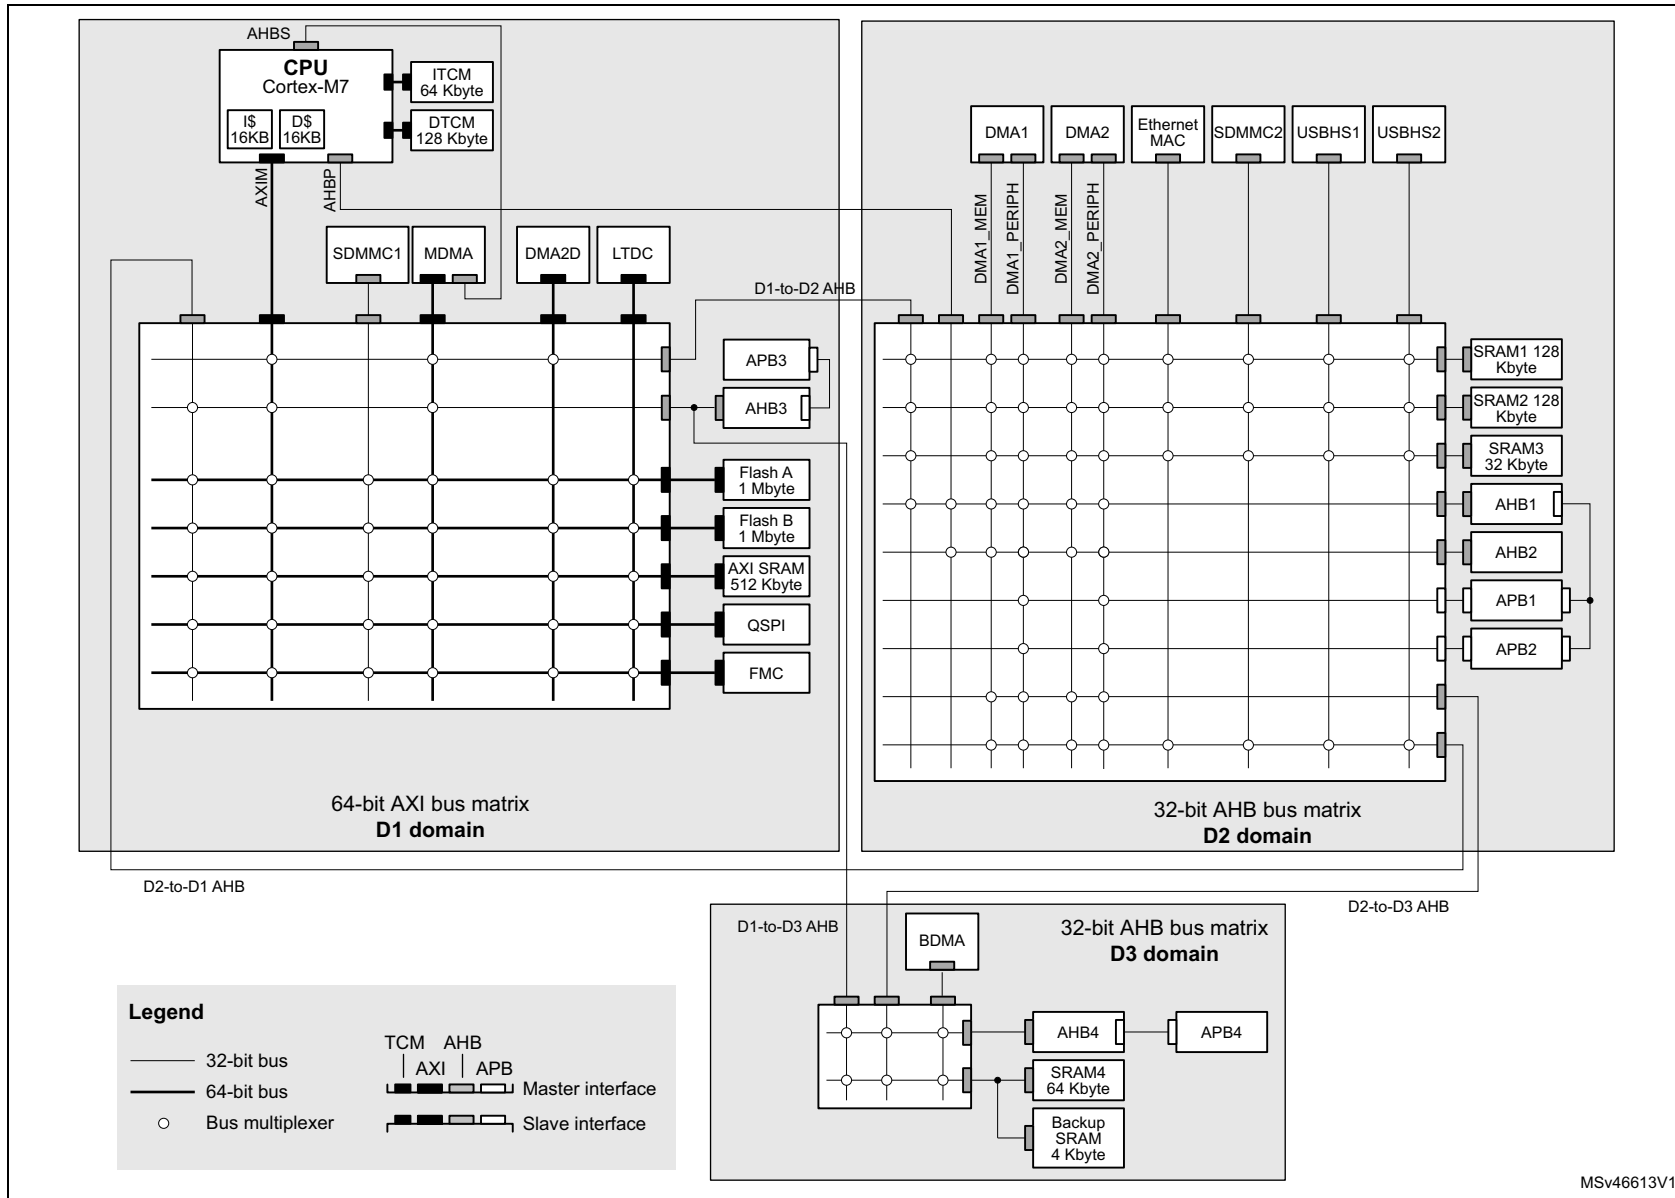 AHBS
CPU
Cortex-M7
I$
16KB
D$
16KB
ITCM
64 Kbyte
DTCM
128 Kbyte
AXIM
AHBP
SDMMC1
MDMA
DMA2D
LTDC
D1-to-D2 AHB
APB3
AHB3
Flash A
1 Mbyte
Flash B
1 Mbyte
AXI SRAM
512 Kbyte
QSPI
FMC
64-bit AXI bus matrix
D1 domain
DMA1
DMA2
Ethernet
MAC
SDMMC2
USBHS1
USBHS2
DMA1_MEM
DMA1_PERIPH
DMA2_MEM
DMA2_PERIPH
SRAM1 128
Kbyte
SRAM2 128
Kbyte
SRAM3
32 Kbyte
AHB1
AHB2
APB1
APB2
32-bit AHB bus matrix
D2 domain
D2-to-D1 AHB
D2-to-D3 AHB
D1-to-D3 AHB
BDMA
32-bit AHB bus matrix
D3 domain
AHB4
APB4
SRAM4
64 Kbyte
Backup
SRAM
4 Kbyte
Legend
32-bit bus
64-bit bus
Bus multiplexer
TCM
AHB
AXI
APB
Master interface
Slave interface
MSv46613V1